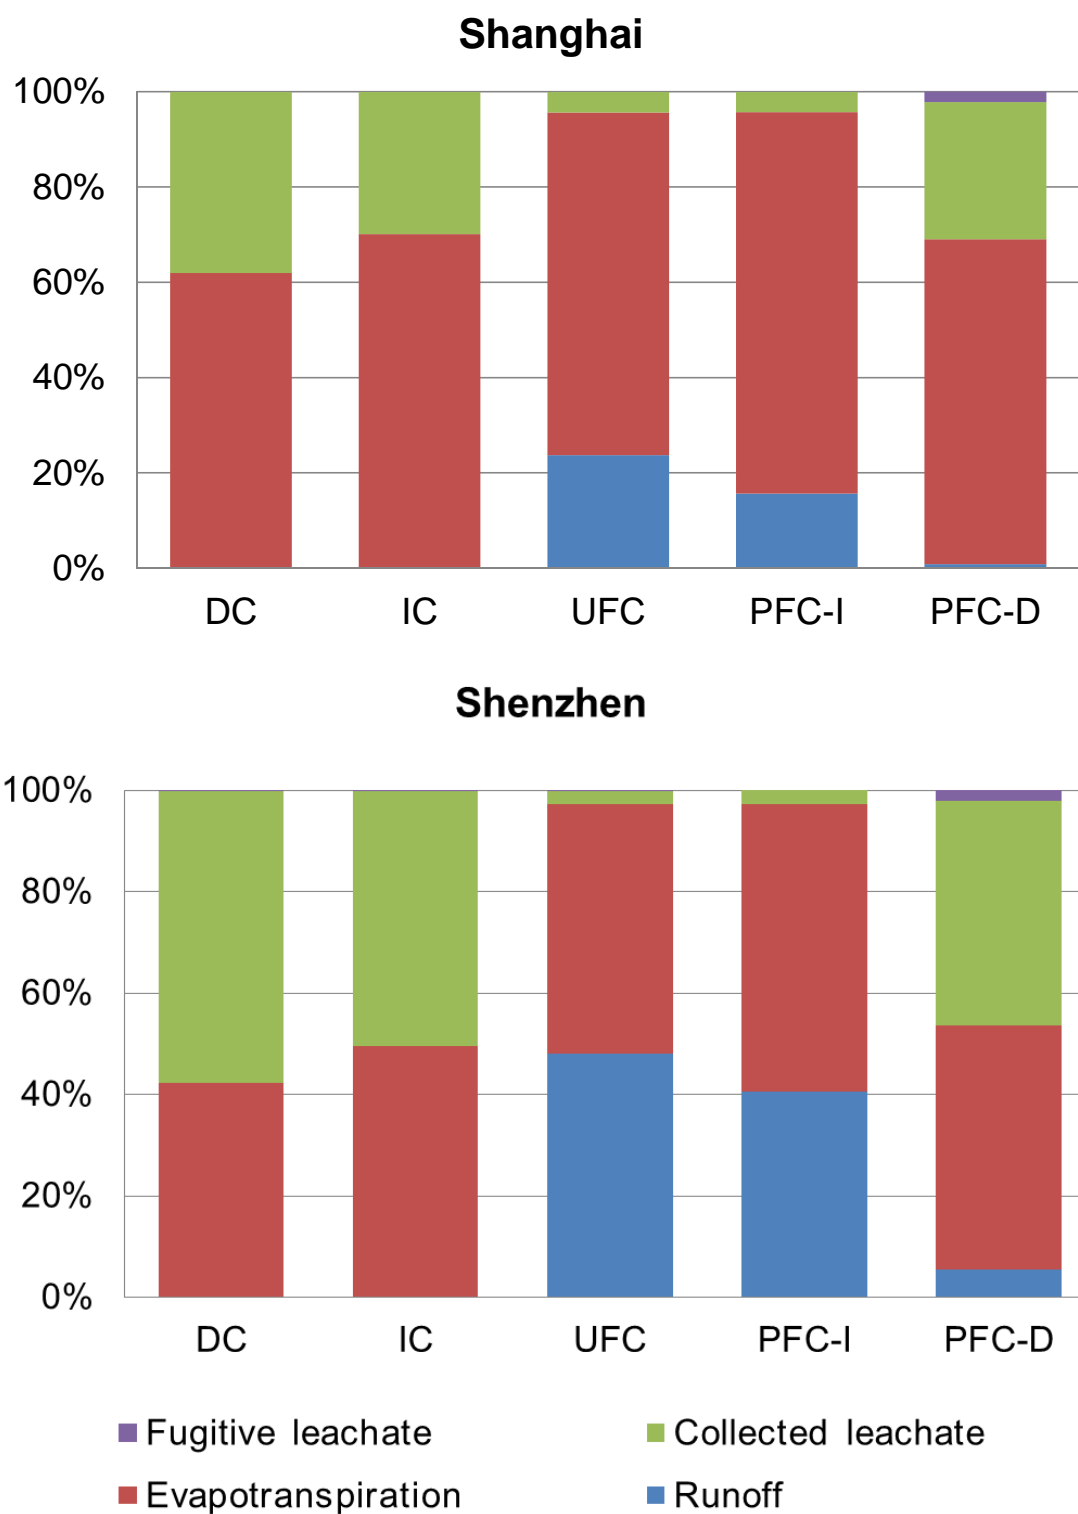 Shanghai
100%
80%
60%
40%
20%
0%
DC IC UFC PFC-I PFC-D
Shenzhen
100%
80%
60%
40%
20%
0%
DC IC UFC PFC-I PFC-D
Fugitive leachate Collected leachate
Evapotranspiration Runoff